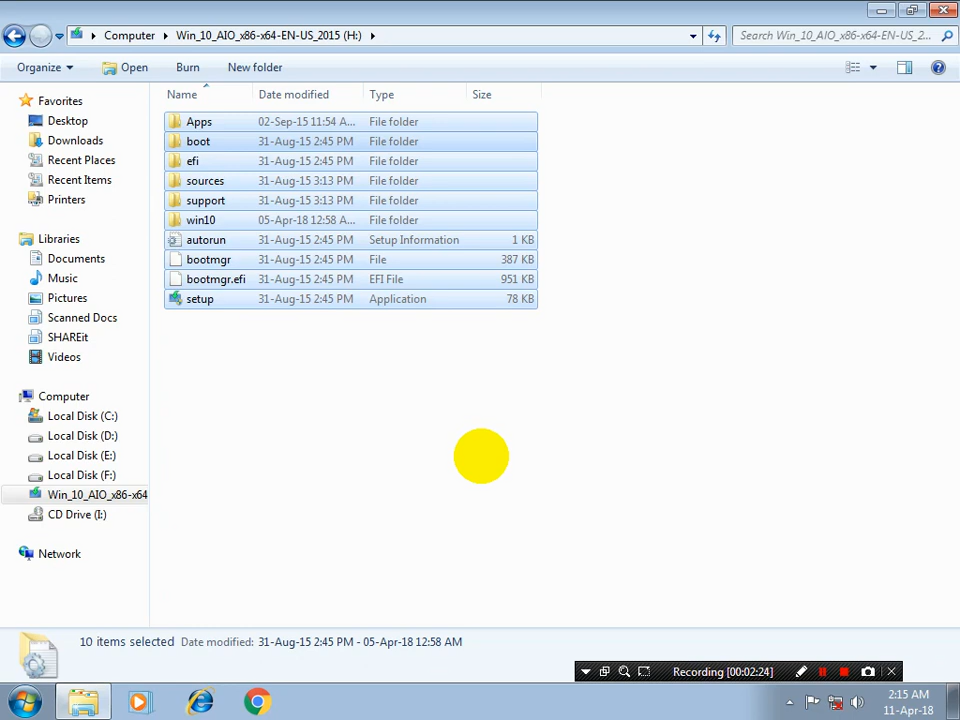 Computer Win_10_AIO_x86-x64-EN-US_2015 (H:) Search Win_10_AIO_x86-x64-EN-US_2...
Organize Open Burn New folder
Name Date modified Type Size
Favorites
Desktop
Downloads
Recent Places
Recent Items
Printers
Libraries
Documents
Music
Pictures
Scanned Docs
SHAREit
Videos
Computer
Local Disk (C:)
Local Disk (D:)
Local Disk (E:)
Local Disk (F:)
Win_10_AIO_x86-x64
CD Drive (I:)
Network
Apps 02-Sep-15 11:54 A... File folder
boot 31-Aug-15 2:45 PM File folder
efi 31-Aug-15 2:45 PM File folder
sources 31-Aug-15 3:13 PM File folder
support 31-Aug-15 3:13 PM File folder
win10 05-Apr-18 12:58 A... File folder
autorun 31-Aug-15 2:45 PM Setup Information 1 KB
bootmgr 31-Aug-15 2:45 PM File 387 KB
bootmgr.efi 31-Aug-15 2:45 PM EFI File 951 KB
setup 31-Aug-15 2:45 PM Application 78 KB
10 items selected Date modified: 31-Aug-15 2:45 PM - 05-Apr-18 12:58 AM
Recording [00:02:24]
2:15 AM
11-Apr-18